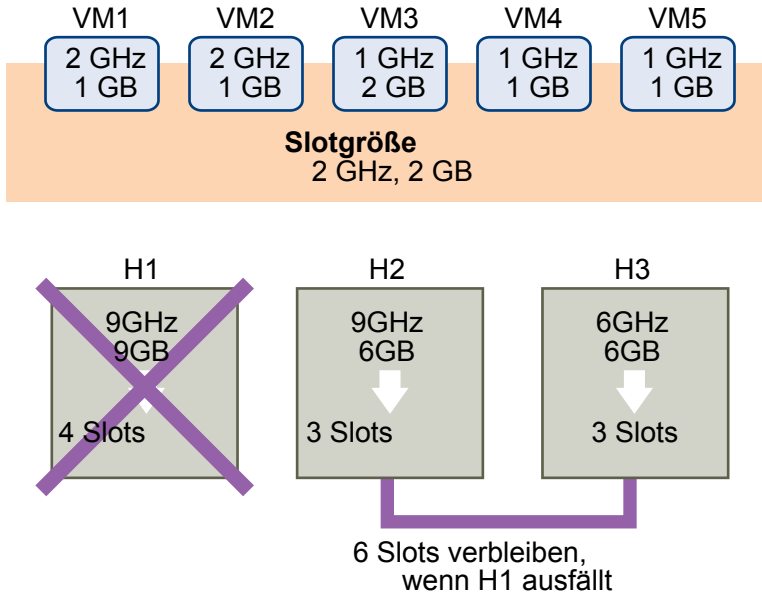 VM1 VM2 VM3 VM4 VM5
2 GHz 2 GHz 1 GHz 1 GHz 1 GHz
1 GB 1 GB 2 GB 1 GB 1 GB
Slotgröße
2 GHz, 2 GB
H1 H2 H3
9GHz 9GHz 6GHz
9GB 6GB 6GB
4 Slots 3 Slots 3 Slots
6 Slots verbleiben,
wenn H1 ausfällt